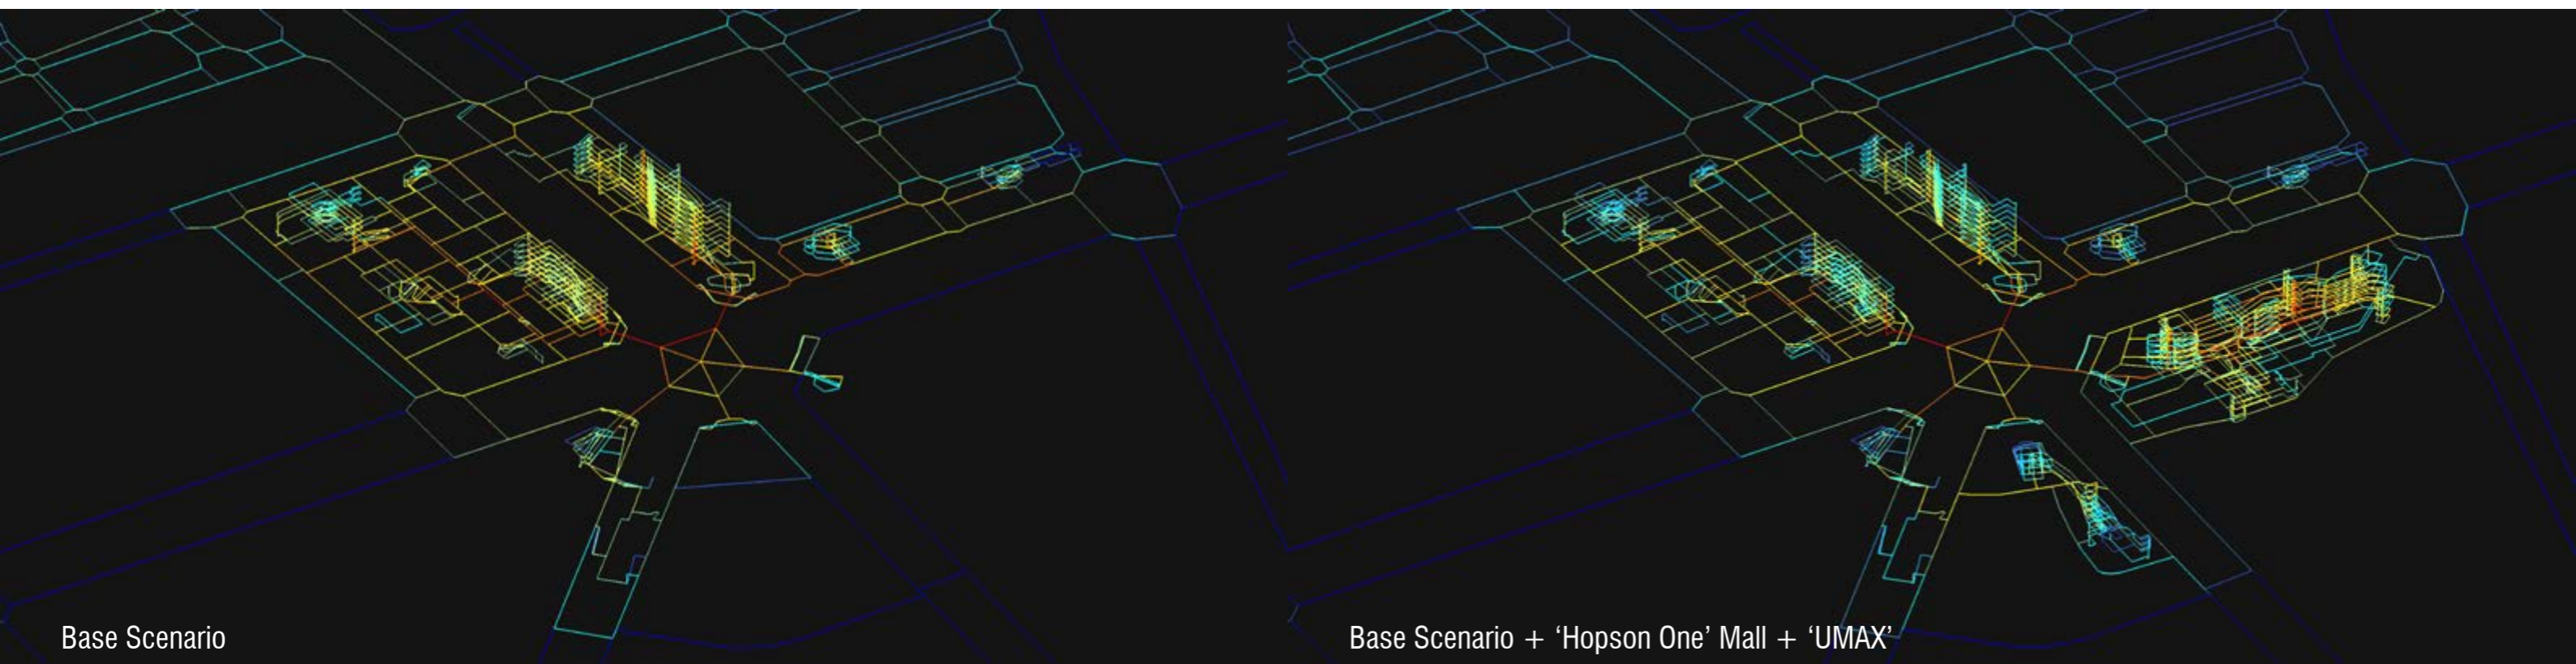 Base Scenario
Base Scenario + ‘Hopson One’ Mall + ‘UMAX’